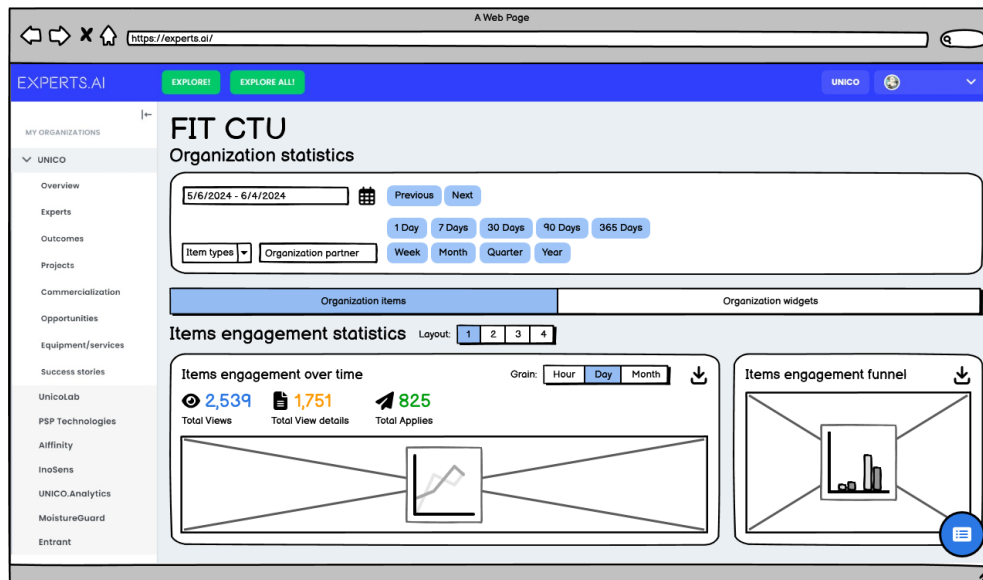 A Web Page
https://experts.ai/
EXPERTS.AI
EXPLORE!
EXPLORE ALL!
UNICO
MY ORGANIZATIONS
UNICO
Overview
Experts
Outcomes
Projects
Commercialization
Opportunities
Equipment/services
Success stories
UnicoLab
PSP Technologies
AIffinity
InoSens
UNICO.Analytics
MoistureGuard
Entrant
FIT CTU
Organization statistics
5/6/2024 - 6/4/2024
Previous
Next
1 Day
7 Days
30 Days
90 Days
365 Days
Item types
Organization partner
Week
Month
Quarter
Year
Organization items
Organization widgets
Items engagement statistics
Layout:
1
2
3
4
Items engagement over time
Grain:
Hour
Day
Month
2,539
1,751
825
Total Views
Total View details
Total Applies
Items engagement funnel